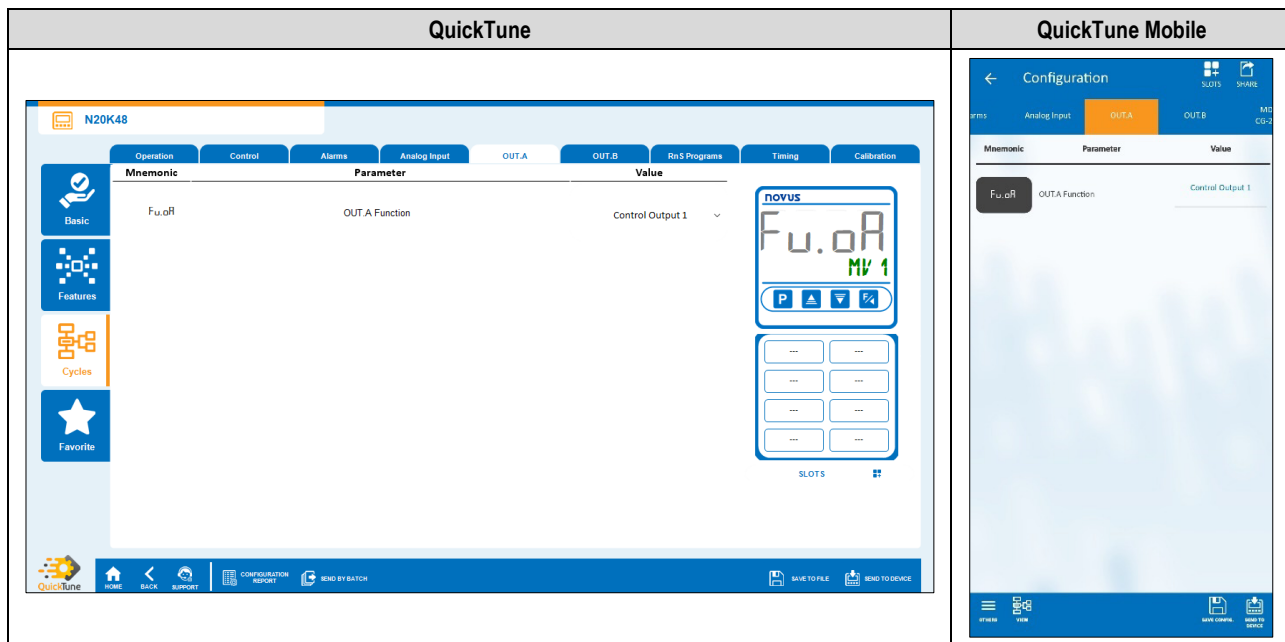 QuickTune
QuickTune Mobile
N20K48
Operation Control Alarms Analog Input OUT.A OUT.B RnS Programs Timing Calibration
Mnemonic Parameter Value
Fu.oA OUT.A Function Control Output 1
Basic
Features
Cycles
Favorite
novus
Fu.oA
MV 1
P F/
--- ---
--- ---
--- ---
--- ---
SLOTS
QuickTune
HOME BACK SUPPORT
CONFIGURATION
REPORT
SEND BY BATCH
SAVE TO FILE SEND TO DEVICE
Configuration
SLOTS SHARE
arms Analog Input OUT.A OUT.B
MD
CG-2
Mnemonic Parameter Value
Fu.oA OUT.A Function Control Output 1
OTHERS VIEW
SAVE CONFIG.
SEND TO
DEVICE